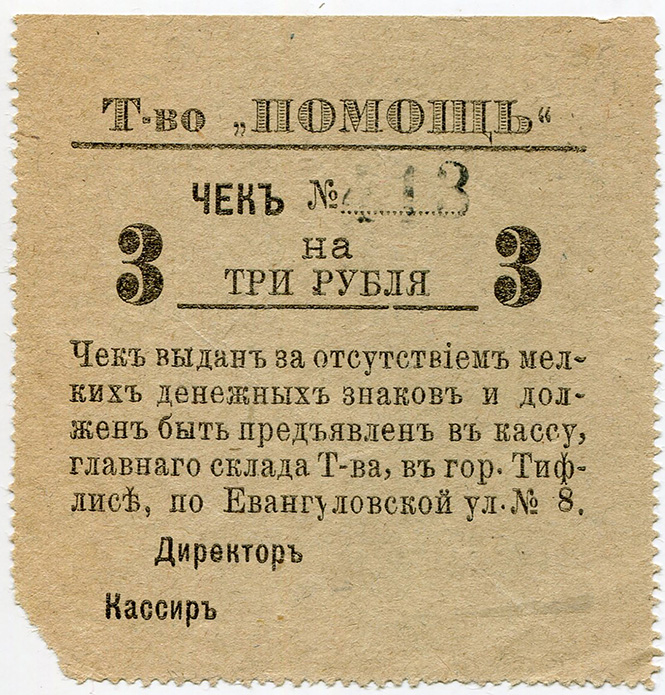 Т-во „ПОМОЩЬ“
ЧЕКЪ № 413
на
3 ТРИ РУБЛЯ 3
Чекъ выданъ за отсутствіемъ мел-
кихъ денежныхъ знаковъ и дол-
женъ быть предъявленъ въ кассу,
главнаго склада Т-ва, въ гор. Тиф-
лисѣ, по Евангуловской ул. № 8.
Директоръ
Кассиръ